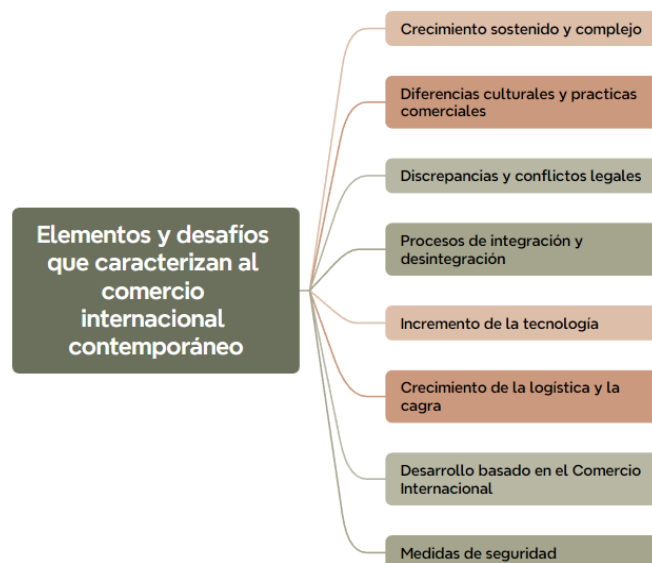 Elementos y desafíos
que caracterizan al
comercio
internacional
contemporáneo
Crecimiento sostenido y complejo
Diferencias culturales y practicas
comerciales
Discrepancias y conflictos legales
Procesos de integración y
desintegración
Incremento de la tecnología
Crecimiento de la logística y la
cagra
Desarrollo basado en el Comercio
Internacional
Medidas de seguridad